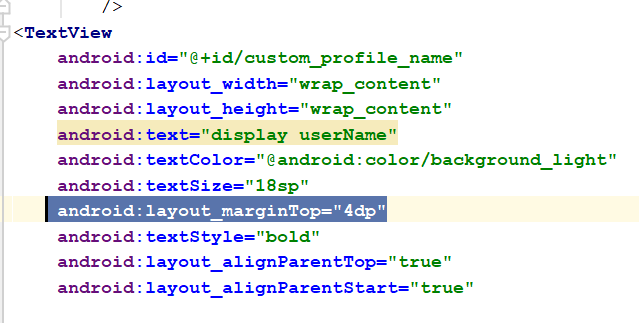 />
<TextView
android:id="@+id/custom_profile_name"
android:layout_width="wrap_content"
android:layout_height="wrap_content"
android:text="display userName"
android:textColor="@android:color/background_light"
android:textSize="18sp"
android:layout_marginTop="4dp"
android:textStyle="bold"
android:layout_alignParentTop="true"
android:layout_alignParentStart="true"